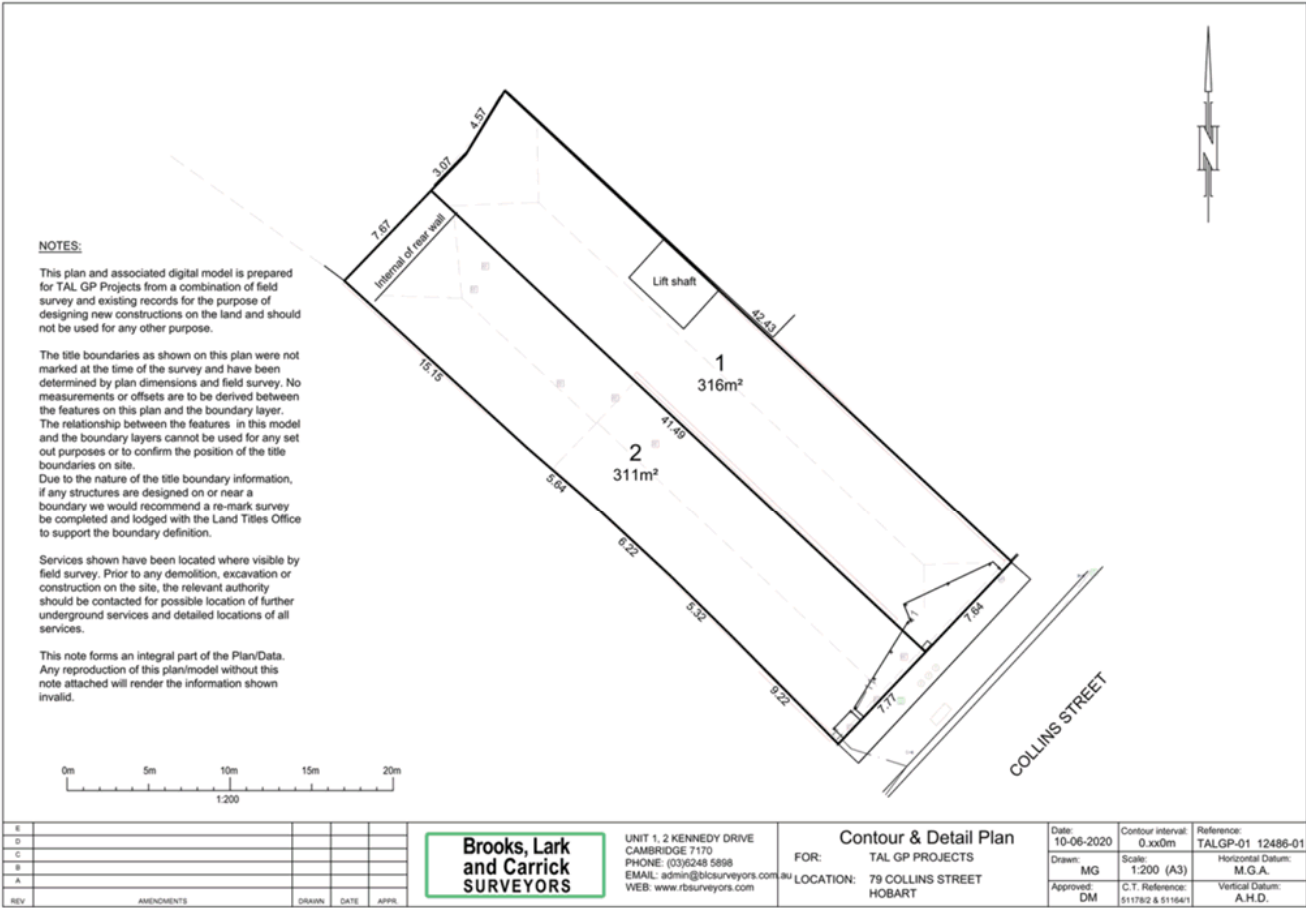 NOTES:
This plan and associated digital model is prepared
for TAL GP Projects from a combination of field
survey and existing records for the purpose of
designing new constructions on the land and should
not be used for any other purpose.
The title boundaries as shown on this plan were not
marked at the time of the survey and have been
determined by plan dimensions and field survey. No
measurements or offsets are to be derived between
the features on this plan and the boundary layer.
The relationship between the features in this model
and the boundary layers cannot be used for any set
out purposes or to confirm the position of the title
boundaries on site.
Due to the nature of the title boundary information,
if any structures are designed on or near a
boundary we would recommend a re-mark survey
be completed and lodged with the Land Titles Office
to support the boundary definition.
Services shown have been located where visible by
field survey. Prior to any demolition, excavation or
construction on the site, the relevant authority
should be contacted for possible location of further
underground services and detailed locations of all
services.
This note forms an integral part of the Plan/Data.
Any reproduction of this plan/model without this
note attached will render the information shown
invalid.
4.57
3.07
7.67
Internal of rear wall
Lift shaft
42.43
1
316m²
15.15
41.49
2
311m²
5.64
6.22
5.32
9.22
7.64
7.77
COLLINS STREET
N
0m 5m 10m 15m 20m
1:200
E
D
C
B
A
REV AMENDMENTS DRAWN DATE APPR.
Brooks, Lark
and Carrick
SURVEYORS
UNIT 1, 2 KENNEDY DRIVE
CAMBRIDGE 7170
PHONE: (03)6248 5898
EMAIL: admin@blcsurveyors.com.au
WEB: www.rbsurveyors.com
Contour & Detail Plan
FOR: TAL GP PROJECTS
LOCATION: 79 COLLINS STREET
HOBART
Date:
10-06-2020
Contour interval:
0.xx0m
Reference:
TALGP-01 12486-01
Drawn:
MG
Scale:
1:200 (A3)
Horizontal Datum:
M.G.A.
Approved:
DM
C.T. Reference:
51178/2 & 51164/1
Vertical Datum:
A.H.D.